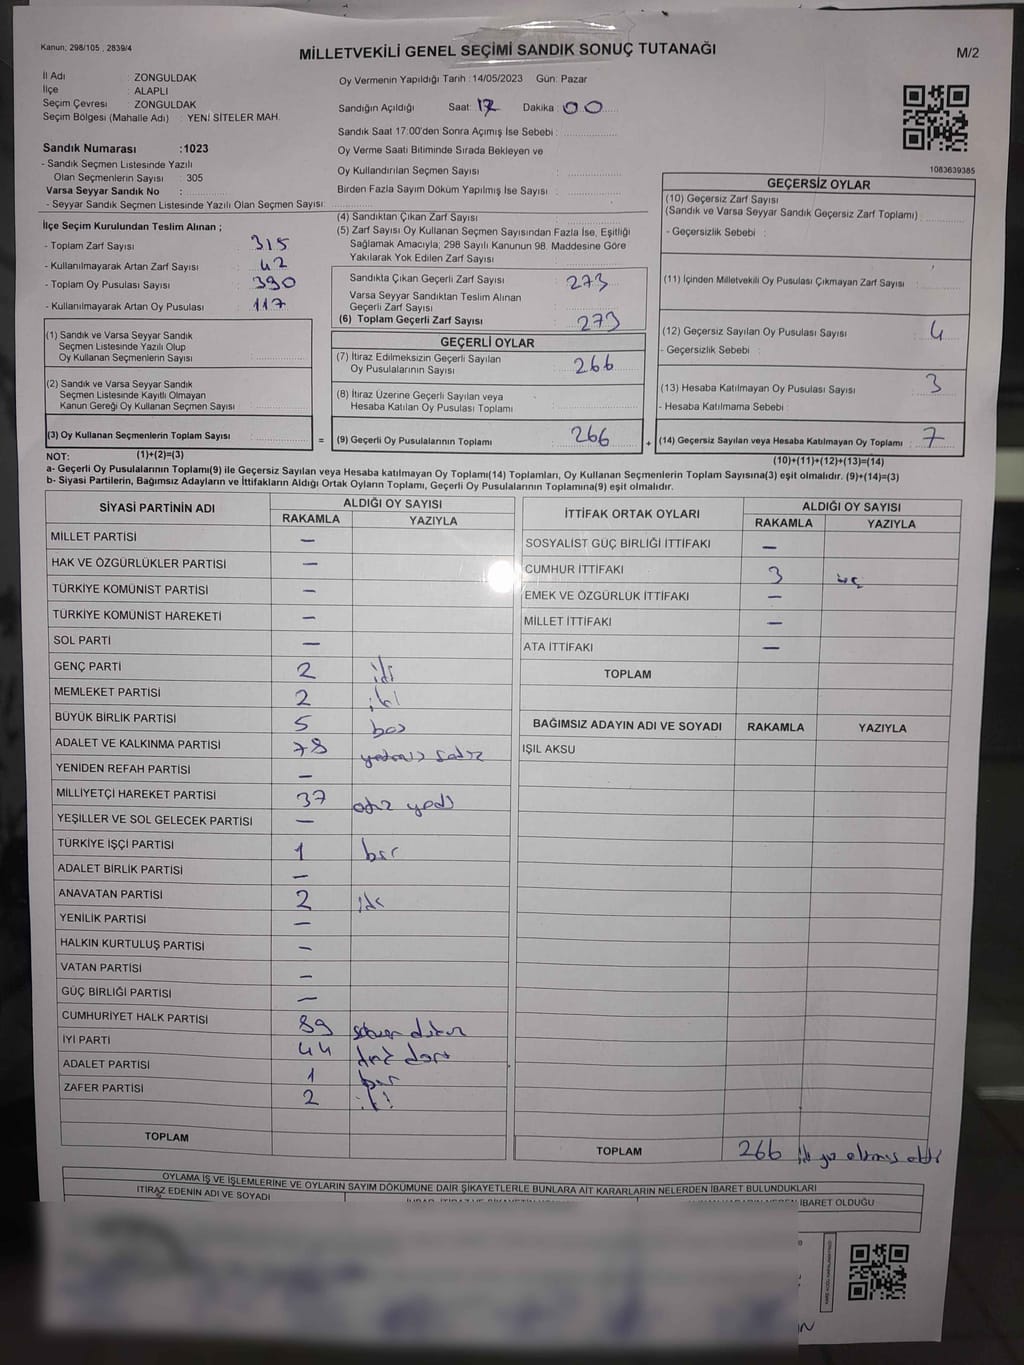 Kanun; 298/105 , 2839/4
MİLLETVEKİLİ GENEL SEÇİMİ SANDIK SONUÇ TUTANAĞI
M/2
İl Adı : ZONGULDAK
İlçe : ALAPLI
Seçim Çevresi : ZONGULDAK
Seçim Bölgesi (Mahalle Adı) : YENİ SİTELER MAH.
Oy Vermenin Yapıldığı Tarih : 14/05/2023 Gün: Pazar
Sandığın Açıldığı Saat: 17 Dakika : 00
Sandık Saat 17:00'den Sonra Açımış İse Sebebi :
Oy Verme Saati Bitiminde Sırada Bekleyen ve
Oy Kullandırılan Seçmen Sayısı :
Birden Fazla Sayım Döküm Yapılmış İse Sayısı :
1083639385
Sandık Numarası :1023
- Sandık Seçmen Listesinde Yazılı
Olan Seçmenlerin Sayısı : 305
Varsa Seyyar Sandık No :
- Seyyar Sandık Seçmen Listesinde Yazılı Olan Seçmen Sayısı:
İlçe Seçim Kurulundan Teslim Alınan ;
- Toplam Zarf Sayısı : 315
- Kullanılmayarak Artan Zarf Sayısı : 42
- Toplam Oy Pusulası Sayısı : 390
- Kullanılmayarak Artan Oy Pusulası : 117
(1) Sandık ve Varsa Seyyar Sandık
Seçmen Listesinde Yazılı Olup
Oy Kullanan Seçmenlerin Sayısı :
(2) Sandık ve Varsa Seyyar Sandık
Seçmen Listesinde Kayıtlı Olmayan
Kanun Gereği Oy Kullanan Seçmen Sayısı :
(3) Oy Kullanan Seçmenlerin Toplam Sayısı :
(1)+(2)=(3)
(4) Sandıktan Çıkan Zarf Sayısı :
(5) Zarf Sayısı Oy Kullanan Seçmen Sayısından Fazla İse, Eşitliği
Sağlamak Amacıyla; 298 Sayılı Kanunun 98. Maddesine Göre
Yakılarak Yok Edilen Zarf Sayısı :
Sandıkta Çıkan Geçerli Zarf Sayısı : 273
Varsa Seyyar Sandıktan Teslim Alınan
Geçerli Zarf Sayısı :
(6) Toplam Geçerli Zarf Sayısı : 273
GEÇERLİ OYLAR
(7) İtiraz Edilmeksizin Geçerli Sayılan
Oy Pusulalarının Sayısı : 266
(8) İtiraz Üzerine Geçerli Sayılan veya
Hesaba Katılan Oy Pusulası Toplamı :
= (9) Geçerli Oy Pusulalarının Toplamı : 266
GEÇERSİZ OYLAR
(10) Geçersiz Zarf Sayısı
(Sandık ve Varsa Seyyar Sandık Geçersiz Zarf Toplamı) :
- Geçersizlik Sebebi :
(11) İçinden Milletvekili Oy Pusulası Çıkmayan Zarf Sayısı :
(12) Geçersiz Sayılan Oy Pusulası Sayısı : 4
- Geçersizlik Sebebi :
(13) Hesaba Katılmayan Oy Pusulası Sayısı : 3
- Hesaba Katılmama Sebebi :
+ (14) Geçersiz Sayılan veya Hesaba Katılmayan Oy Toplamı : 7
(10)+(11)+(12)+(13)=(14)
NOT:
a- Geçerli Oy Pusulalarının Toplamı(9) ile Geçersiz Sayılan veya Hesaba katılmayan Oy Toplamı(14) Toplamları, Oy Kullanan Seçmenlerin Toplam Sayısına(3) eşit olmalıdır. (9)+(14)=(3)
b- Siyasi Partilerin, Bağımsız Adayların ve İttifakların Aldığı Ortak Oyların Toplamı, Geçerli Oy Pusulalarının Toplamına(9) eşit olmalıdır.
SİYASİ PARTİNİN ADI ALDIĞI OY SAYISI
RAKAMLA YAZIYLA
MİLLET PARTİSİ —
HAK VE ÖZGÜRLÜKLER PARTİSİ —
TÜRKİYE KOMÜNİST PARTİSİ —
TÜRKİYE KOMÜNİST HAREKETİ —
SOL PARTİ —
GENÇ PARTİ 2 iki
MEMLEKET PARTİSİ 2 iki
BÜYÜK BİRLİK PARTİSİ 5 beş
ADALET VE KALKINMA PARTİSİ 78 yetmiş sekiz
YENİDEN REFAH PARTİSİ —
MİLLİYETÇİ HAREKET PARTİSİ 37 otuz yedi
YEŞİLLER VE SOL GELECEK PARTİSİ —
TÜRKİYE İŞÇİ PARTİSİ 1 bir
ADALET BİRLİK PARTİSİ —
ANAVATAN PARTİSİ 2 iki
YENİLİK PARTİSİ —
HALKIN KURTULUŞ PARTİSİ —
VATAN PARTİSİ —
GÜÇ BİRLİĞİ PARTİSİ —
CUMHURİYET HALK PARTİSİ 89 seksen dokuz
İYİ PARTİ 44 kırk dört
ADALET PARTİSİ 1 bir
ZAFER PARTİSİ 2 iki
TOPLAM
İTTİFAK ORTAK OYLARI ALDIĞI OY SAYISI
RAKAMLA YAZIYLA
SOSYALİST GÜÇ BİRLİĞİ İTTİFAKI —
CUMHUR İTTİFAKI 3 üç
EMEK VE ÖZGÜRLÜK İTTİFAKI —
MİLLET İTTİFAKI —
ATA İTTİFAKI —
TOPLAM
BAĞIMSIZ ADAYIN ADI VE SOYADI RAKAMLA YAZIYLA
IŞIL AKSU
TOPLAM 266 iki yüz altmış altı
OYLAMA İŞ VE İŞLEMLERİNE VE OYLARIN SAYIM DÖKÜMÜNE DAİR ŞİKAYETLERLE BUNLARA AİT KARARLARIN NELERDEN İBARET BULUNDUKLARI
İTİRAZ EDENİN ADI VE SOYADI
İBARET OLDUĞU